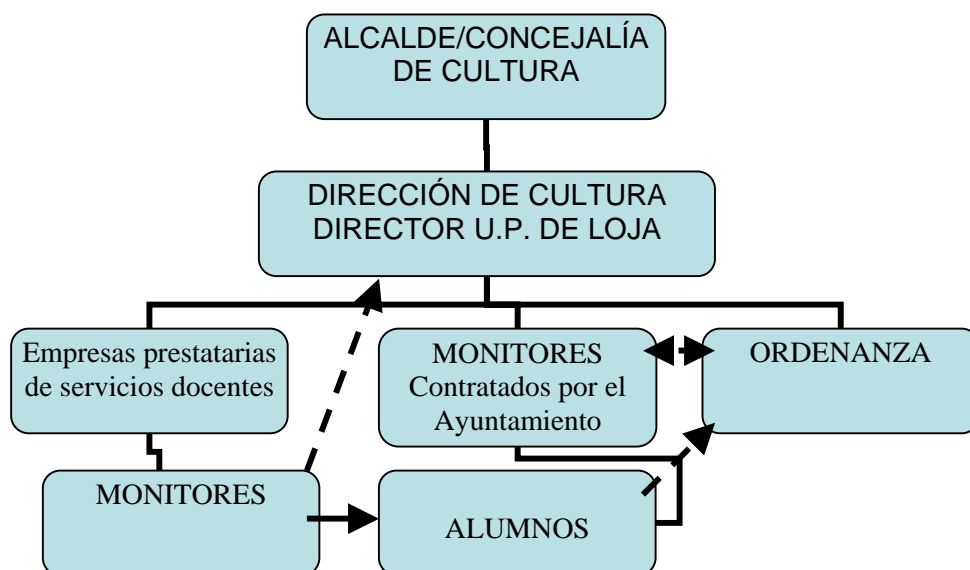 ALCALDE/CONCEJALÍA
DE CULTURA
DIRECCIÓN DE CULTURA
DIRECTOR U.P. DE LOJA
Empresas prestatarias
de servicios docentes
MONITORES
Contratados por el
Ayuntamiento
ORDENANZA
MONITORES
ALUMNOS